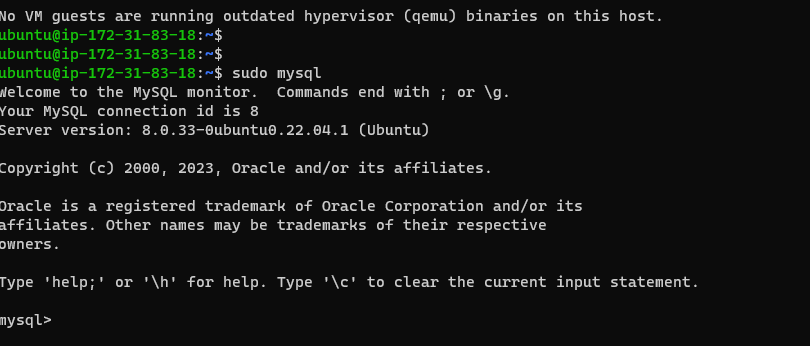 No VM guests are running outdated hypervisor (qemu) binaries on this host.
ubuntu@ip-172-31-83-18:~$
ubuntu@ip-172-31-83-18:~$
ubuntu@ip-172-31-83-18:~$ sudo mysql
Welcome to the MySQL monitor.  Commands end with ; or \g.
Your MySQL connection id is 8
Server version: 8.0.33-0ubuntu0.22.04.1 (Ubuntu)
Copyright (c) 2000, 2023, Oracle and/or its affiliates.
Oracle is a registered trademark of Oracle Corporation and/or its
affiliates. Other names may be trademarks of their respective
owners.
Type 'help;' or '\h' for help. Type '\c' to clear the current input statement.
mysql>